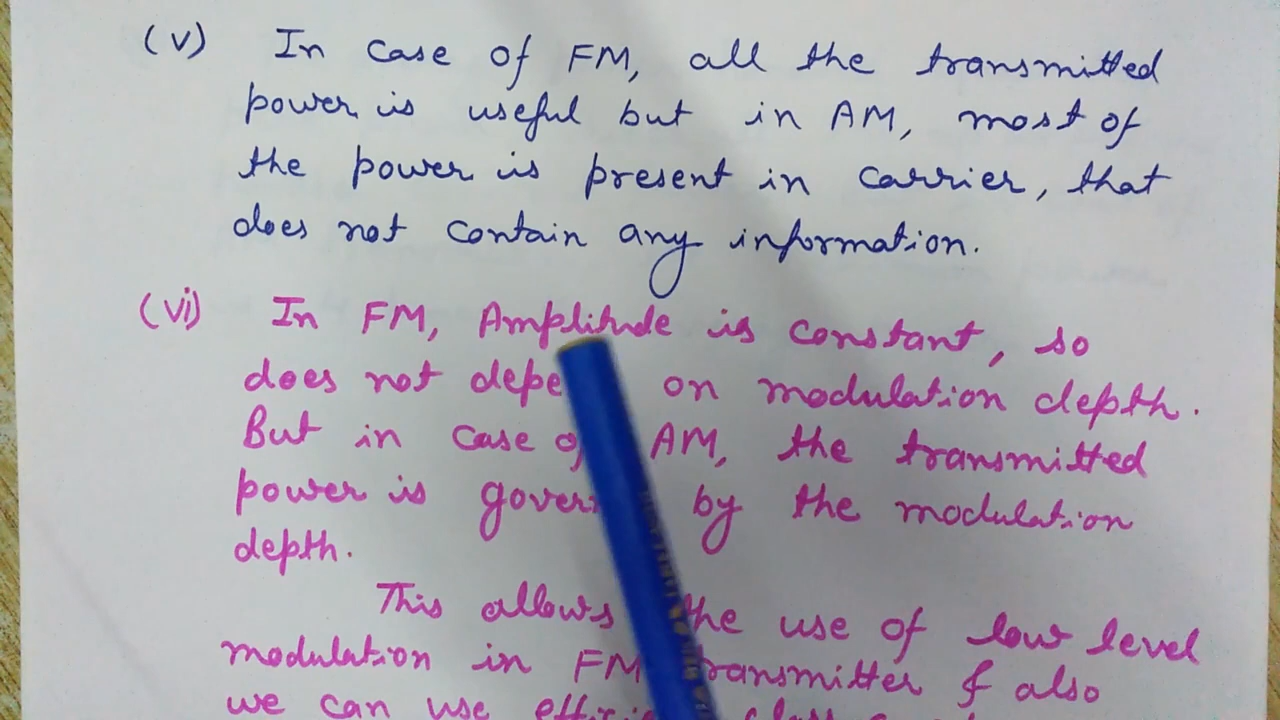 (v) In case of FM, all the transmitted
power is useful but in AM, most of
the power is present in carrier, that
does not contain any information.
(vi) In FM, Amplitude is constant, so
does not depe on modulation depth.
But in case of AM, the transmitted
power is gover by the modulation
depth.
This allows the use of low level
modulation in FM transmitter & also
we can use